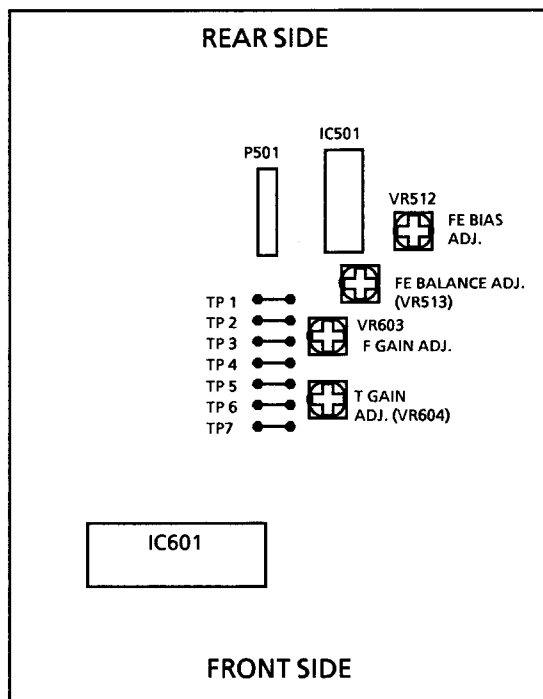 REAR SIDE
IC501
P501
VR512
FE BIAS
ADJ.
FE BALANCE ADJ.
(VR513)
TP 1
TP 2
TP 3
TP 4
TP 5
TP 6
TP7
VR603
F GAIN ADJ.
T GAIN
ADJ. (VR604)
IC601
FRONT SIDE